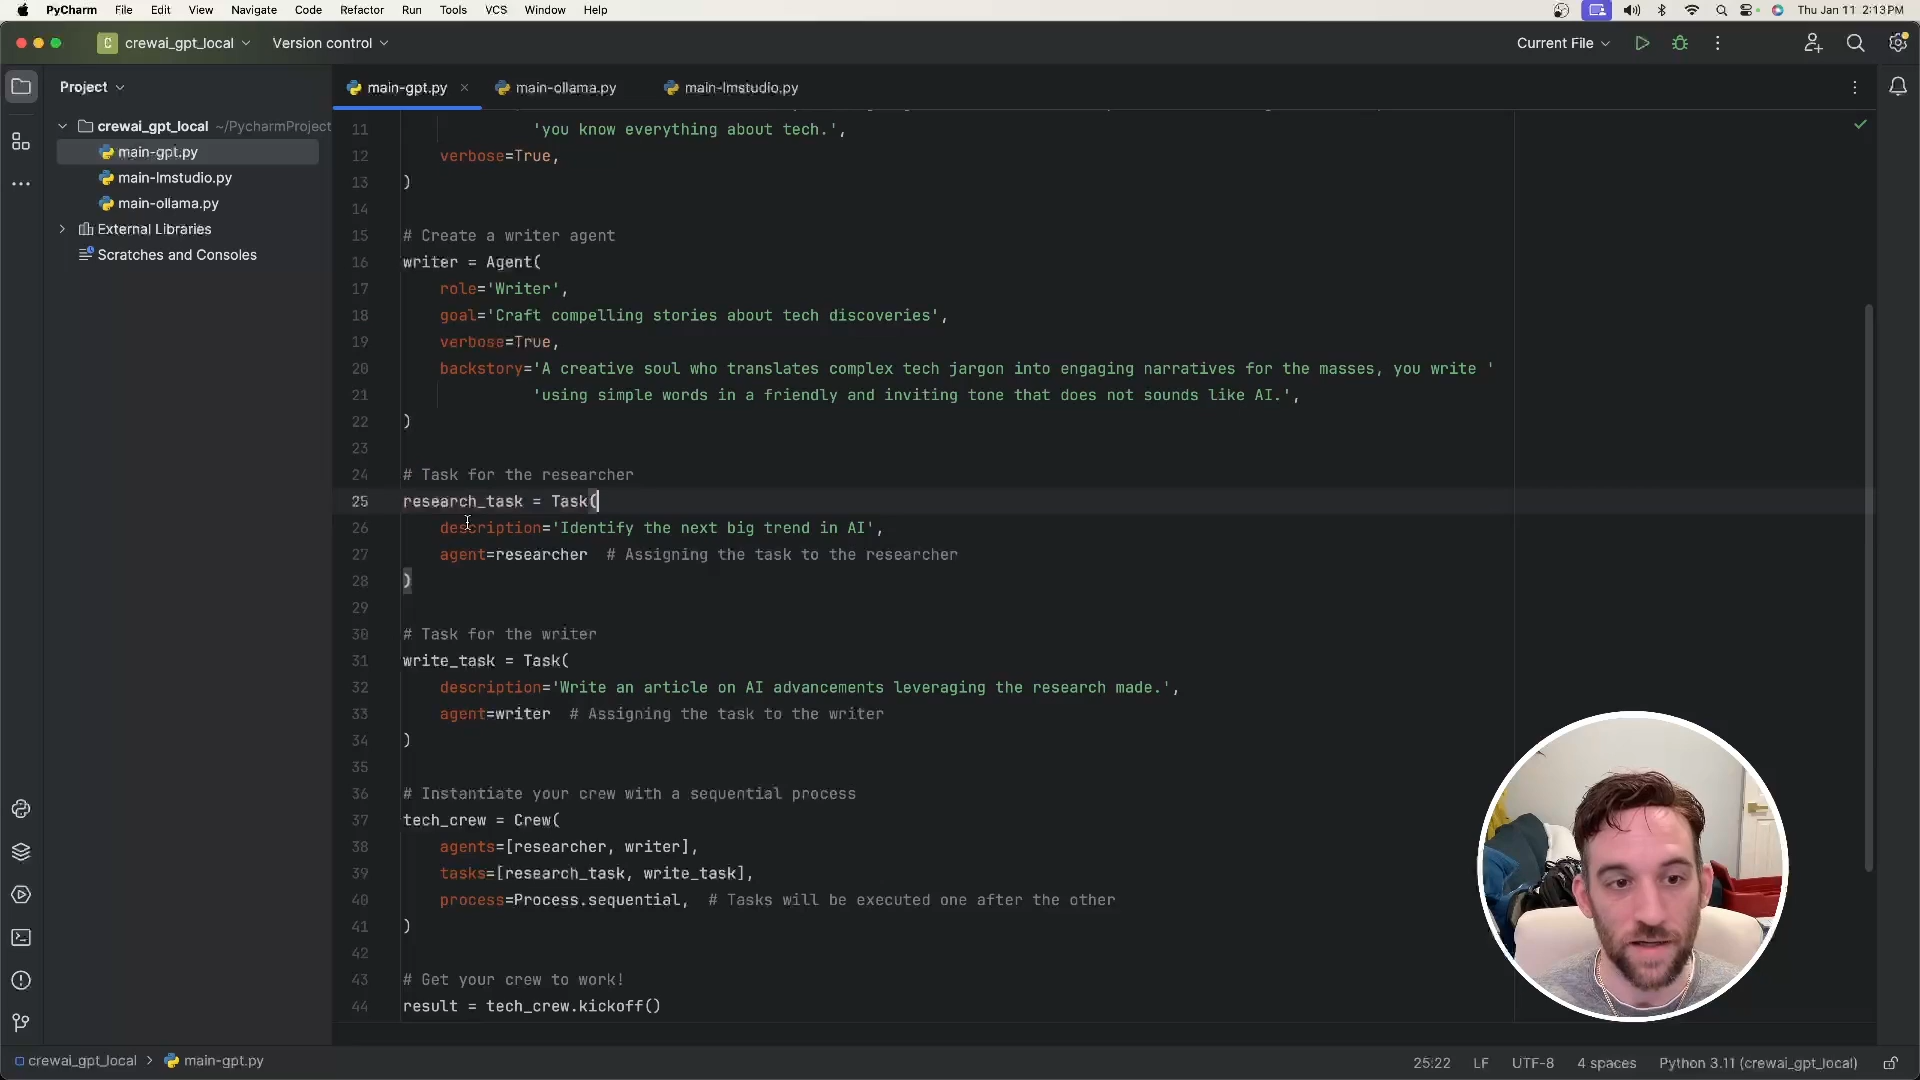 PyCharm File Edit View Navigate Code Refactor Run Tools VCS Window Help Thu Jan 11 2:13 PM
C crewai_gpt_local Version control Current File
Project main-gpt.py main-ollama.py main-lmstudio.py
crewai_gpt_local ~/PycharmProject
main-gpt.py
main-lmstudio.py
main-ollama.py
External Libraries
Scratches and Consoles
11 'you know everything about tech.',
12 verbose=True,
13 )
14
15 # Create a writer agent
16 writer = Agent(
17 role='Writer',
18 goal='Craft compelling stories about tech discoveries',
19 verbose=True,
20 backstory='A creative soul who translates complex tech jargon into engaging narratives for the masses, you write '
21 'using simple words in a friendly and inviting tone that does not sounds like AI.',
22 )
23
24 # Task for the researcher
25 research_task = Task(
26 description='Identify the next big trend in AI',
27 agent=researcher # Assigning the task to the researcher
28 )
29
30 # Task for the writer
31 write_task = Task(
32 description='Write an article on AI advancements leveraging the research made.',
33 agent=writer # Assigning the task to the writer
34 )
35
36 # Instantiate your crew with a sequential process
37 tech_crew = Crew(
38 agents=[researcher, writer],
39 tasks=[research_task, write_task],
40 process=Process.sequential, # Tasks will be executed one after the other
41 )
42
43 # Get your crew to work!
44 result = tech_crew.kickoff()
crewai_gpt_local > main-gpt.py 25:22 LF UTF-8 4 spaces Python 3.11 (crewai_gpt_local)